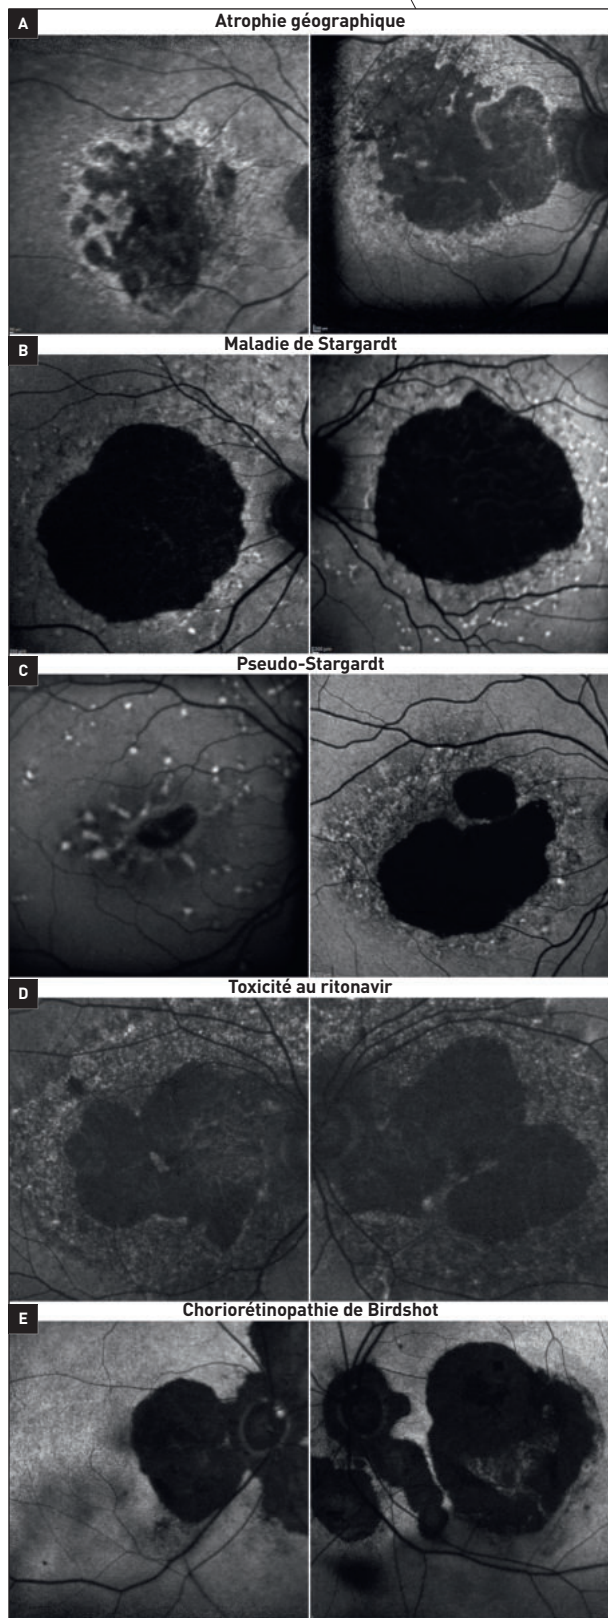 A
Atrophie géographique
B
Maladie de Stargardt
C
Pseudo-Stargardt
D
Toxicité au ritonavir
E
Choriorétinopathie de Birdshot